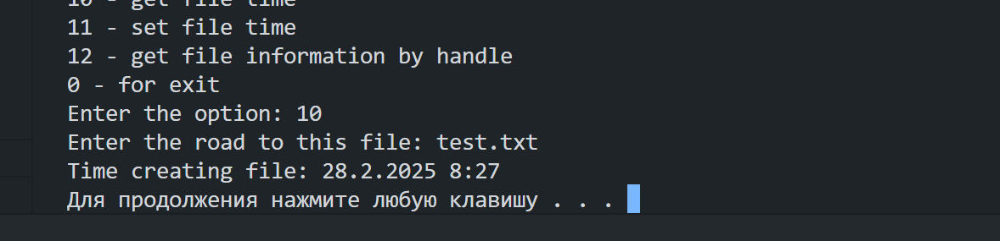 10 - get file time
11 - set file time
12 - get file information by handle
0 - for exit
Enter the option: 10
Enter the road to this file: test.txt
Time creating file: 28.2.2025 8:27
Для продолжения нажмите любую клавишу . . .